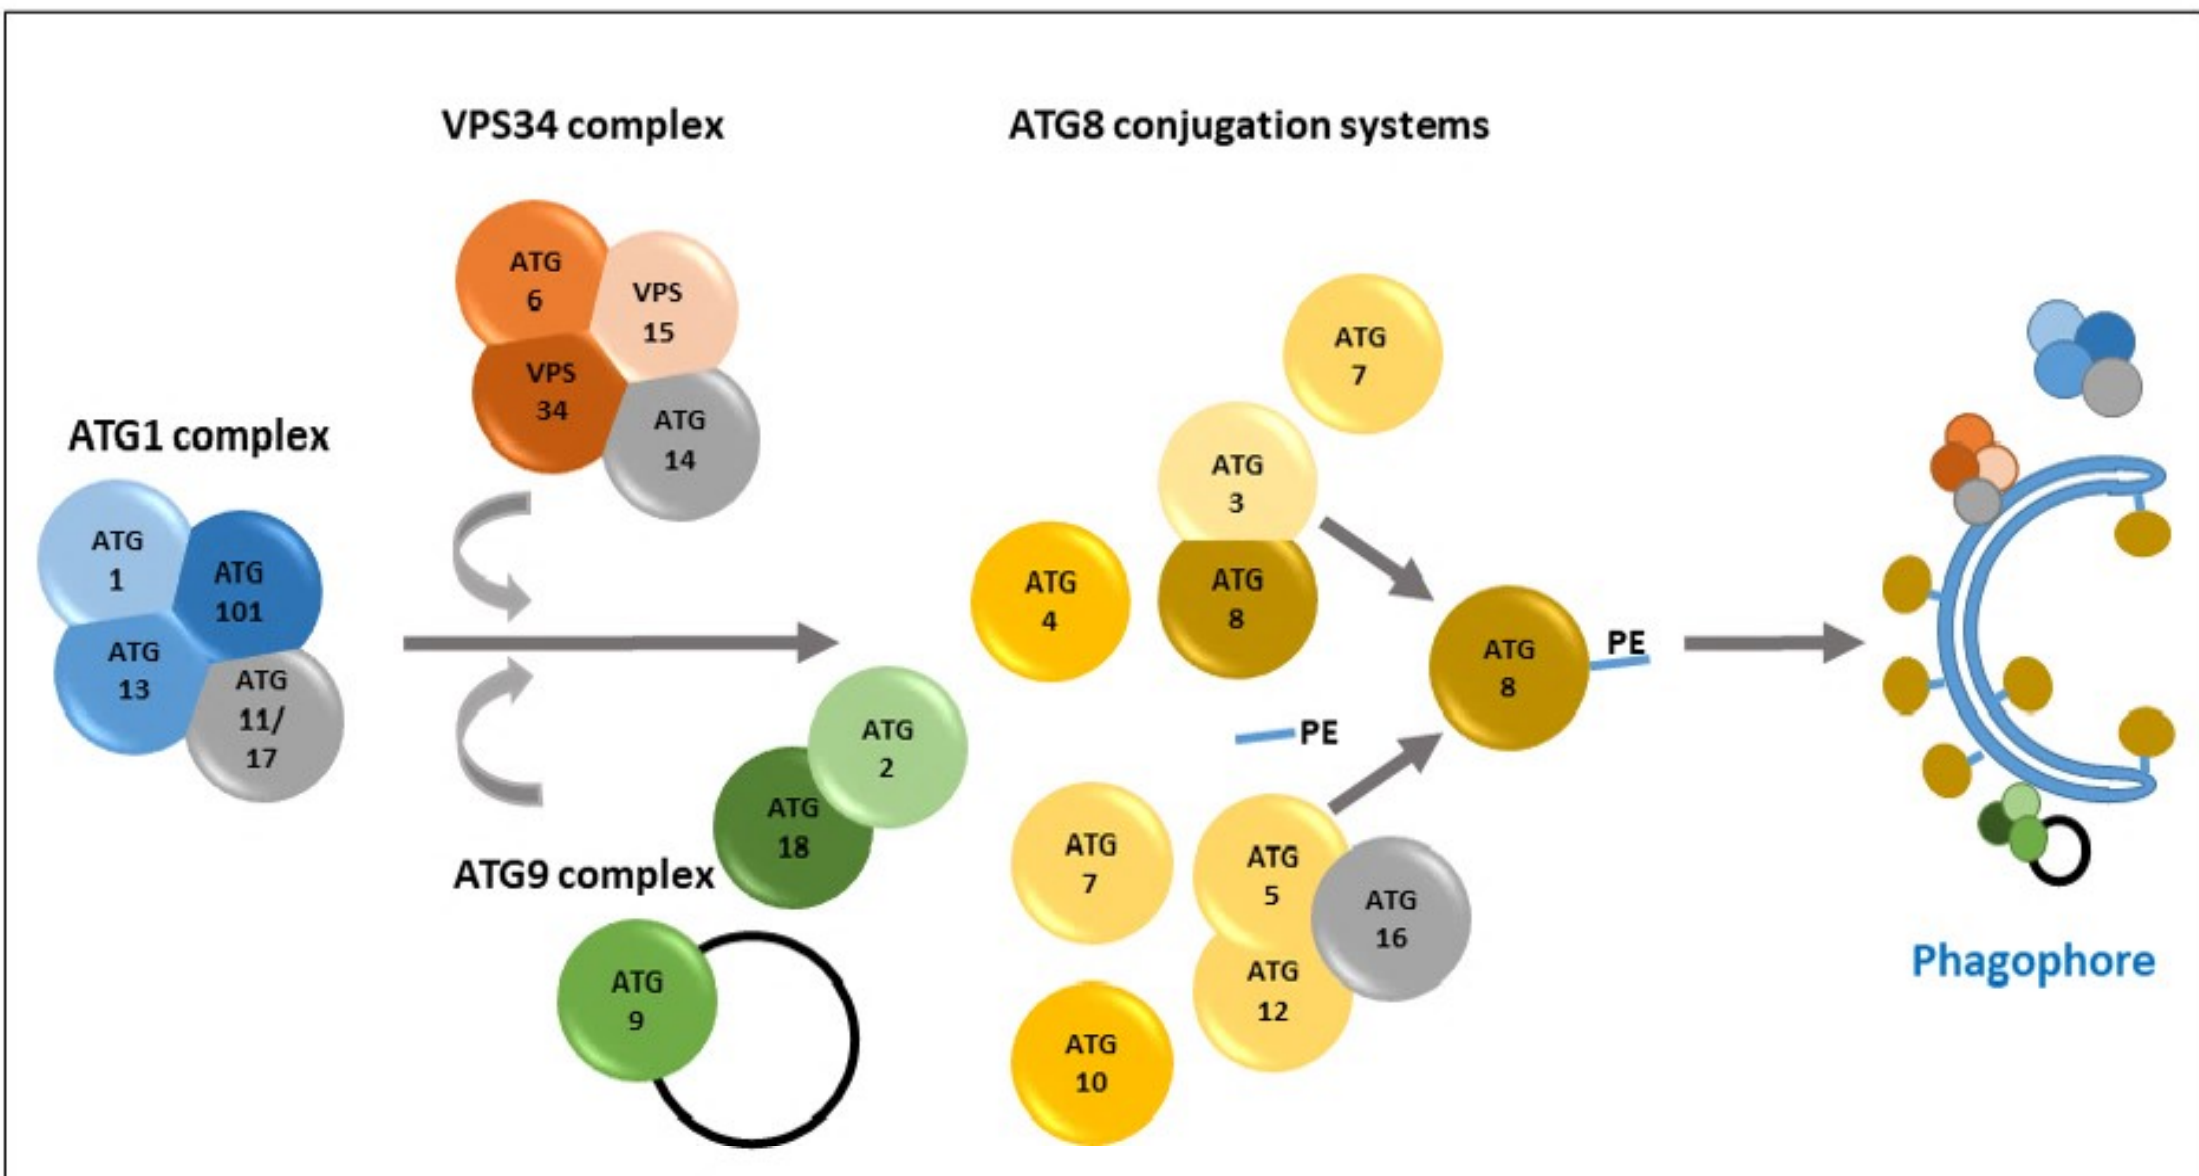 VPS34 complex
ATG8 conjugation systems
ATG
6
VPS
15
VPS
34
ATG
14
ATG1 complex
ATG
1
ATG
101
ATG
13
ATG
11/
17
ATG
7
ATG
3
ATG
4
ATG
8
ATG
8
PE
PE
ATG
2
ATG
18
ATG9 complex
ATG
9
ATG
7
ATG
5
ATG
16
ATG
12
ATG
10
Phagophore